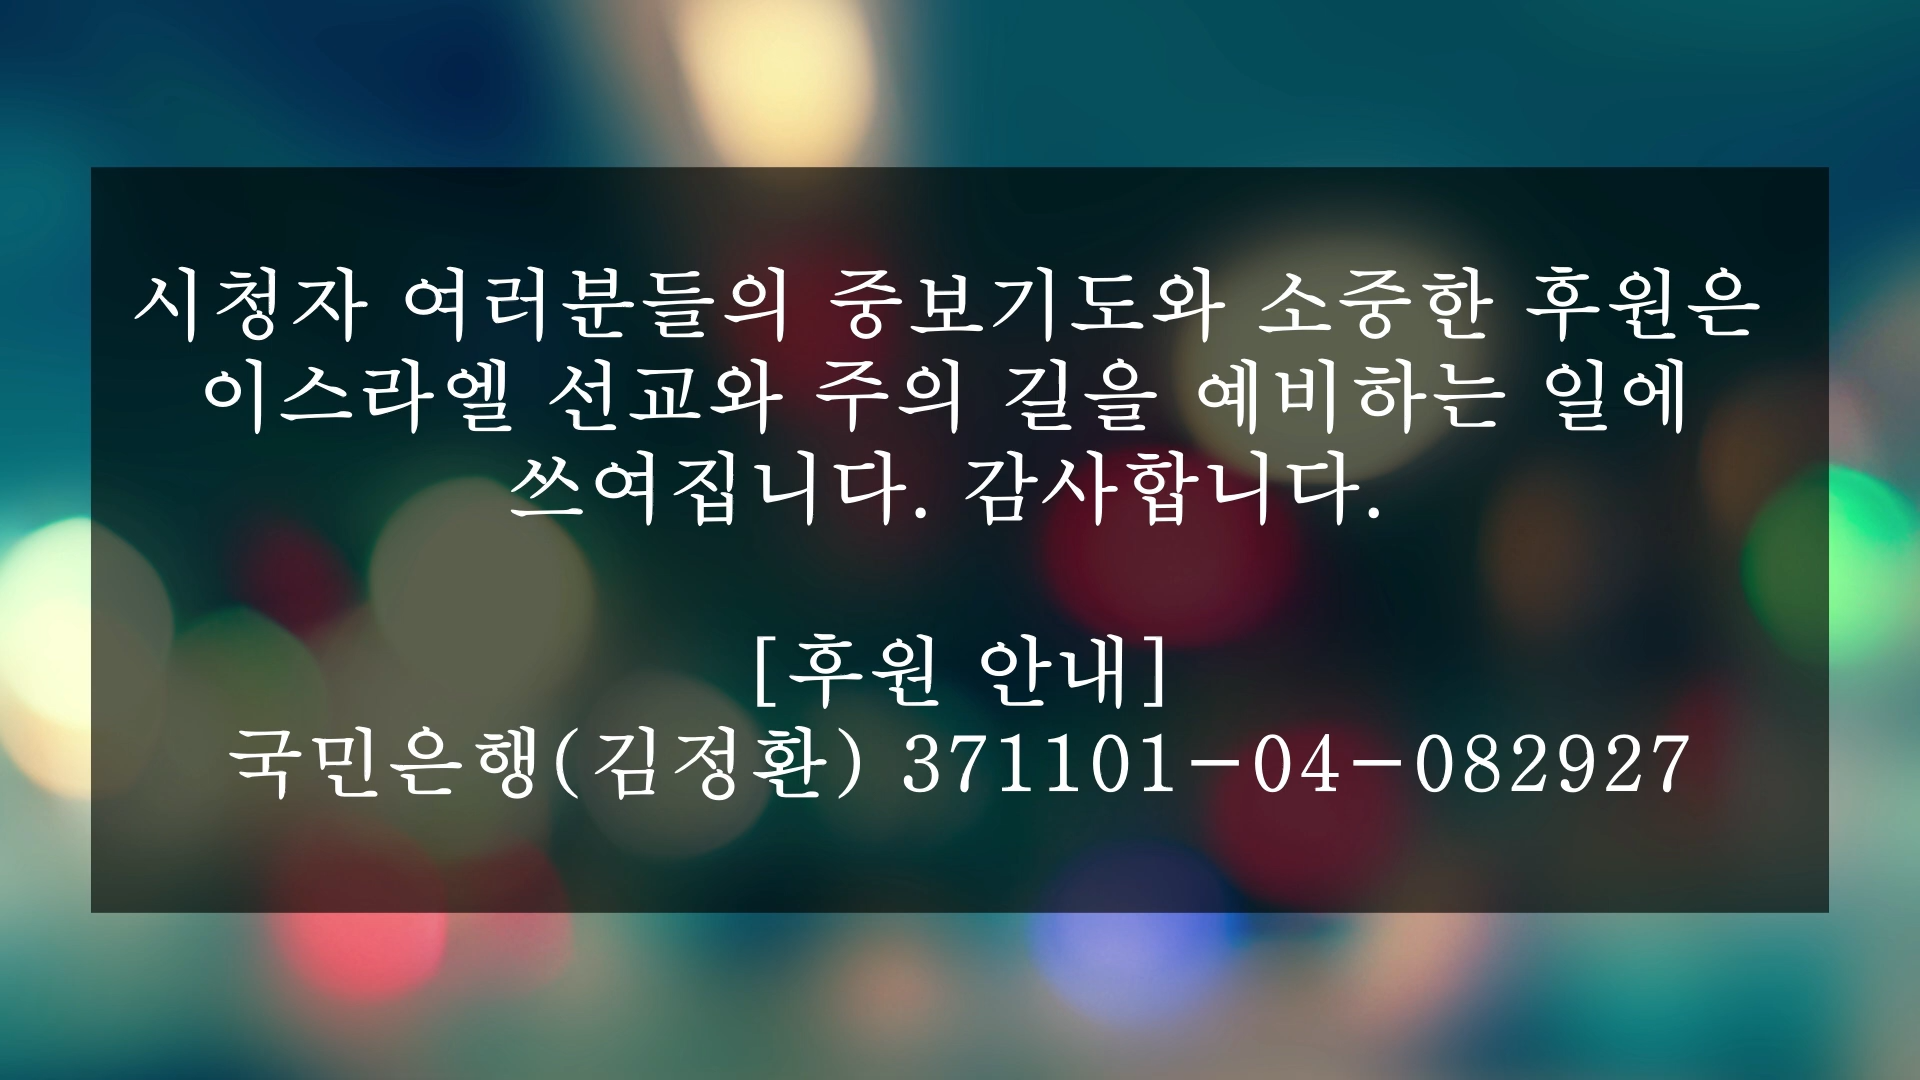 시청자 여러분들의 중보기도와 소중한 후원은
이스라엘 선교와 주의 길을 예비하는 일에
쓰여집니다. 감사합니다.
[후원 안내]
국민은행(김정환) 371101-04-082927